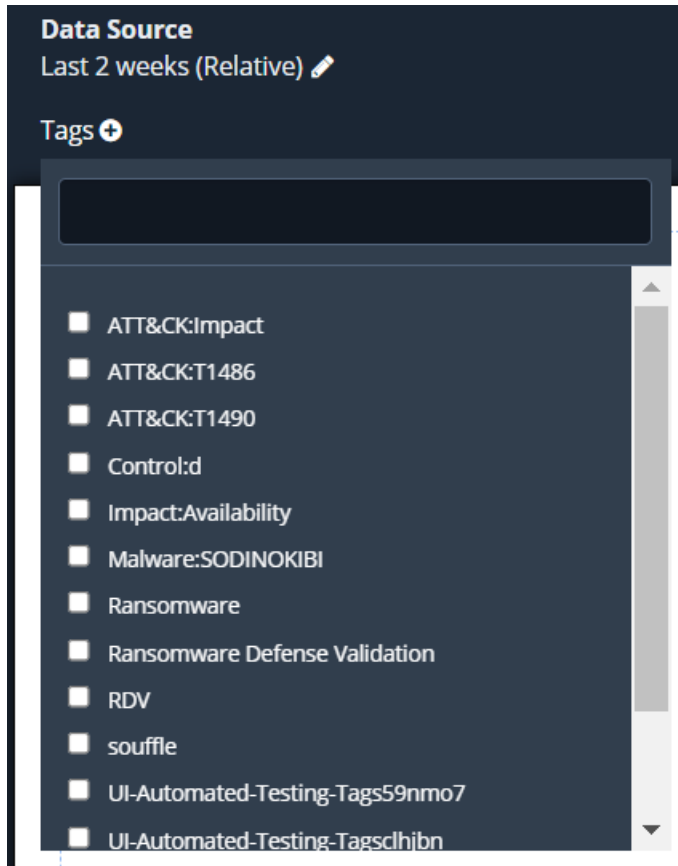 Data Source
Last 2 weeks (Relative)
Tags
ATT&CK:Impact
ATT&CK:T1486
ATT&CK:T1490
Control:d
Impact:Availability
Malware:SODINOKIBI
Ransomware
Ransomware Defense Validation
RDV
souffle
UI-Automated-Testing-Tags59nmo7
UI-Automated-Testing-Tagsclhjbn